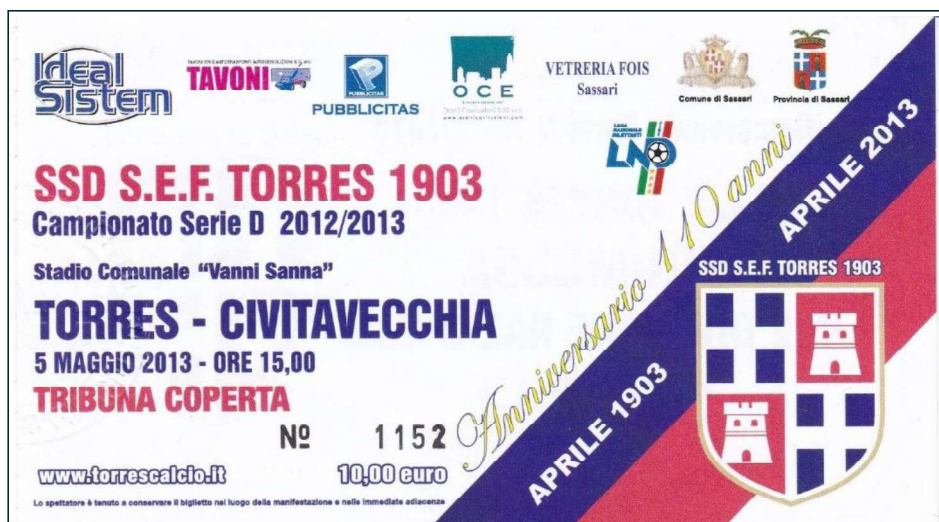 Ideal
Sistem
TAVONI
PUBBLICITAS
OCE
VETRERIA FOIS
Sassari
Comune di Sassari
Provincia di Sassari
LEGA
NAZIONALE
DILETTANTI
LND
SSD S.E.F. TORRES 1903
Campionato Serie D 2012/2013
Stadio Comunale “Vanni Sanna”
TORRES - CIVITAVECCHIA
5 MAGGIO 2013 - ORE 15,00
TRIBUNA COPERTA
Nº 1152
www.torrescalcio.it
10,00 euro
Lo spettatore è tenuto a conservare il biglietto nel luogo della manifestazione e nelle immediate adiacenze
Anniversario 110 anni
APRILE 1903
APRILE 2013
SSD S.E.F. TORRES 1903